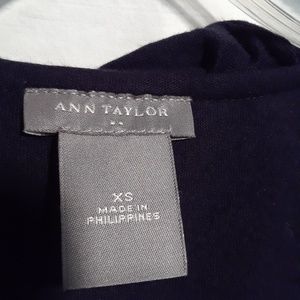 ANN TAYLOR
XS
MADE IN
PHILIPPINES